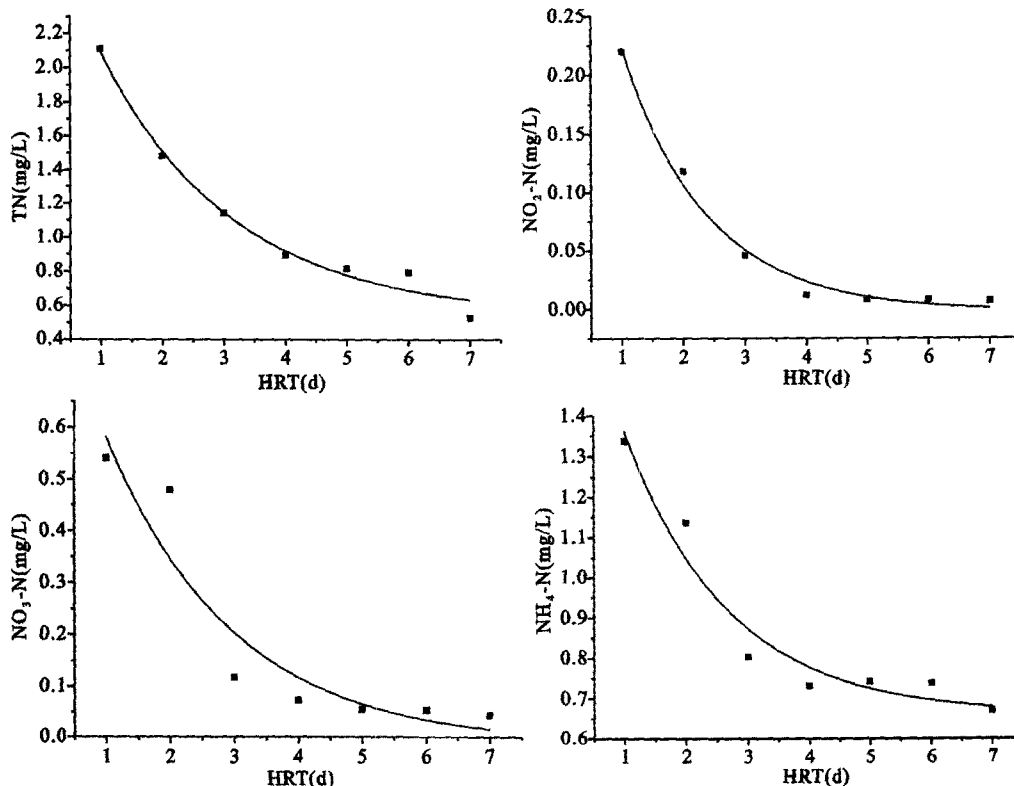 TN(mg/L)
2.2
2.0
1.8
1.6
1.4
1.2
1.0
0.8
0.6
0.4
1 2 3 4 5 6 7
HRT(d)
NO₂-N(mg/L)
0.25
0.20
0.15
0.10
0.05
0.00
1 2 3 4 5 6 7
HRT(d)
NO₃-N(mg/L)
0.6
0.5
0.4
0.3
0.2
0.1
0.0
1 2 3 4 5 6 7
HRT(d)
NH₄-N(mg/L)
1.4
1.3
1.2
1.1
1.0
0.9
0.8
0.7
0.6
1 2 3 4 5 6 7
HRT(d)